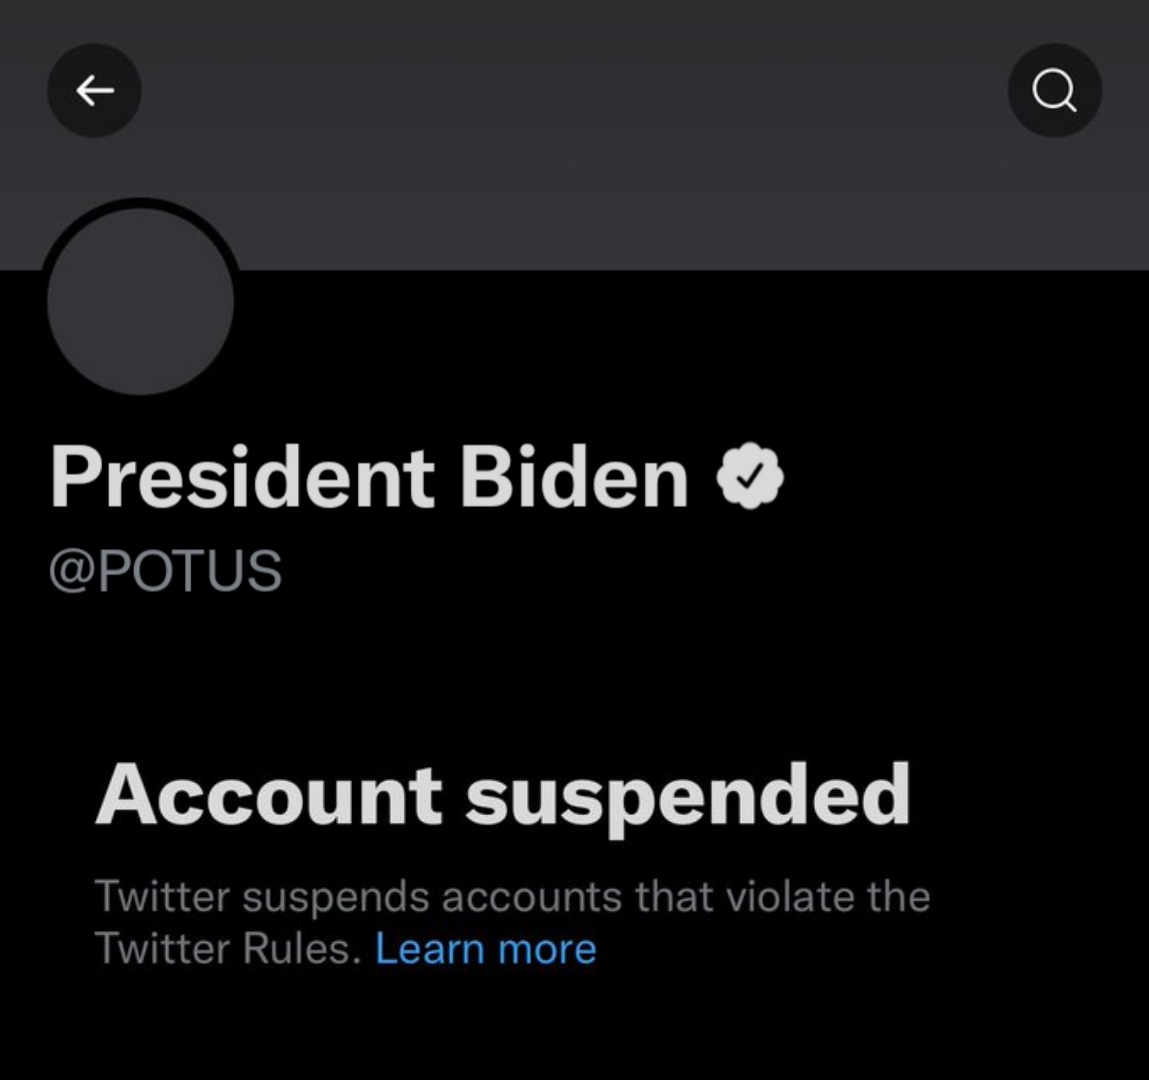 President Biden
@POTUS
Account suspended
Twitter suspends accounts that violate the
Twitter Rules. Learn more